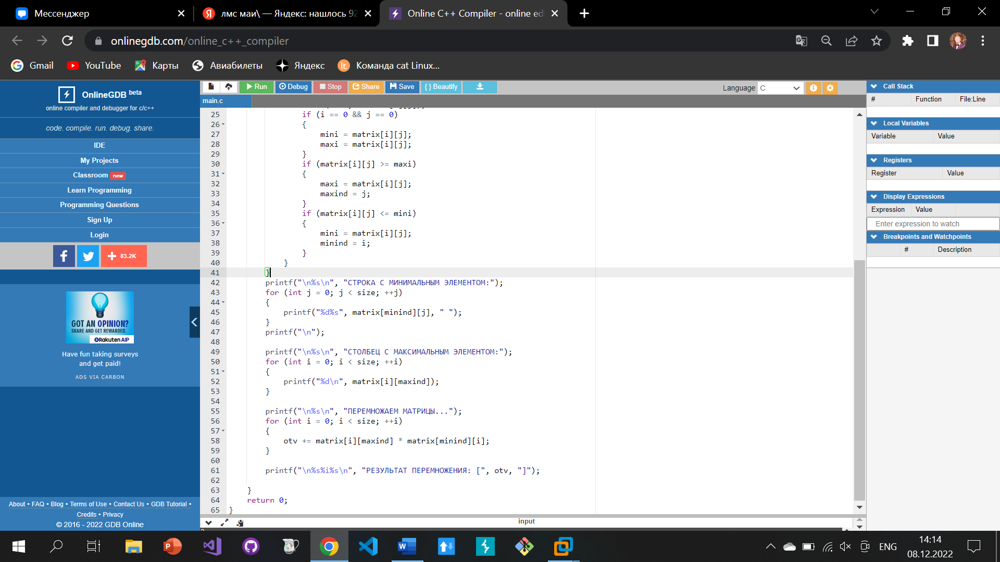 Мессенджер
лмс маи\ — Яндекс: нашлось 92
Online C++ Compiler - online ed
onlinegdb.com/online_c++_compiler
Gmail
YouTube
Карты
Авиабилеты
Яндекс
Команда cat Linux...
OnlineGDB beta
online compiler and debugger for c/c++
code. compile. run. debug. share.
IDE
My Projects
Classroom new
Learn Programming
Programming Questions
Sign Up
Login
83.2K
GOT AN OPINION?
SHARE AND GET REWARDED.
Rakuten AIP
Have fun taking surveys
and get paid!
ADS VIA CARBON
About • FAQ • Blog • Terms of Use • Contact Us • GDB Tutorial •
Credits • Privacy
© 2016 - 2022 GDB Online
Run Debug Stop Share Save { } Beautify
Language C
main.c
25 if (i == 0 && j == 0)
26 {
27 mini = matrix[i][j];
28 maxi = matrix[i][j];
29 }
30 if (matrix[i][j] >= maxi)
31 {
32 maxi = matrix[i][j];
33 maxind = j;
34 }
35 if (matrix[i][j] <= mini)
36 {
37 mini = matrix[i][j];
38 minind = i;
39 }
40 }
41 }
42 printf("\n%s\n", "СТРОКА С МИНИМАЛЬНЫМ ЭЛЕМЕНТОМ:");
43 for (int j = 0; j < size; ++j)
44 {
45 printf("%d%s", matrix[minind][j], " ");
46 }
47 printf("\n");
48
49 printf("\n%s\n", "СТОЛБЕЦ С МАКСИМАЛЬНЫМ ЭЛЕМЕНТОМ:");
50 for (int i = 0; i < size; ++i)
51 {
52 printf("%d\n", matrix[i][maxind]);
53 }
54
55 printf("\n%s\n", "ПЕРЕМНОЖАЕМ МАТРИЦЫ...");
56 for (int i = 0; i < size; ++i)
57 {
58 otv += matrix[i][maxind] * matrix[minind][i];
59 }
60
61 printf("\n%s%i%s\n", "РЕЗУЛЬТАТ ПЕРЕМНОЖЕНИЯ: [", otv, "]");
62
63 }
64 return 0;
65 }
input
Call Stack
# Function File:Line
Local Variables
Variable Value
Registers
Register Value
Display Expressions
Expression Value
Enter expression to watch
Breakpoints and Watchpoints
# Description
ENG
14:14
08.12.2022